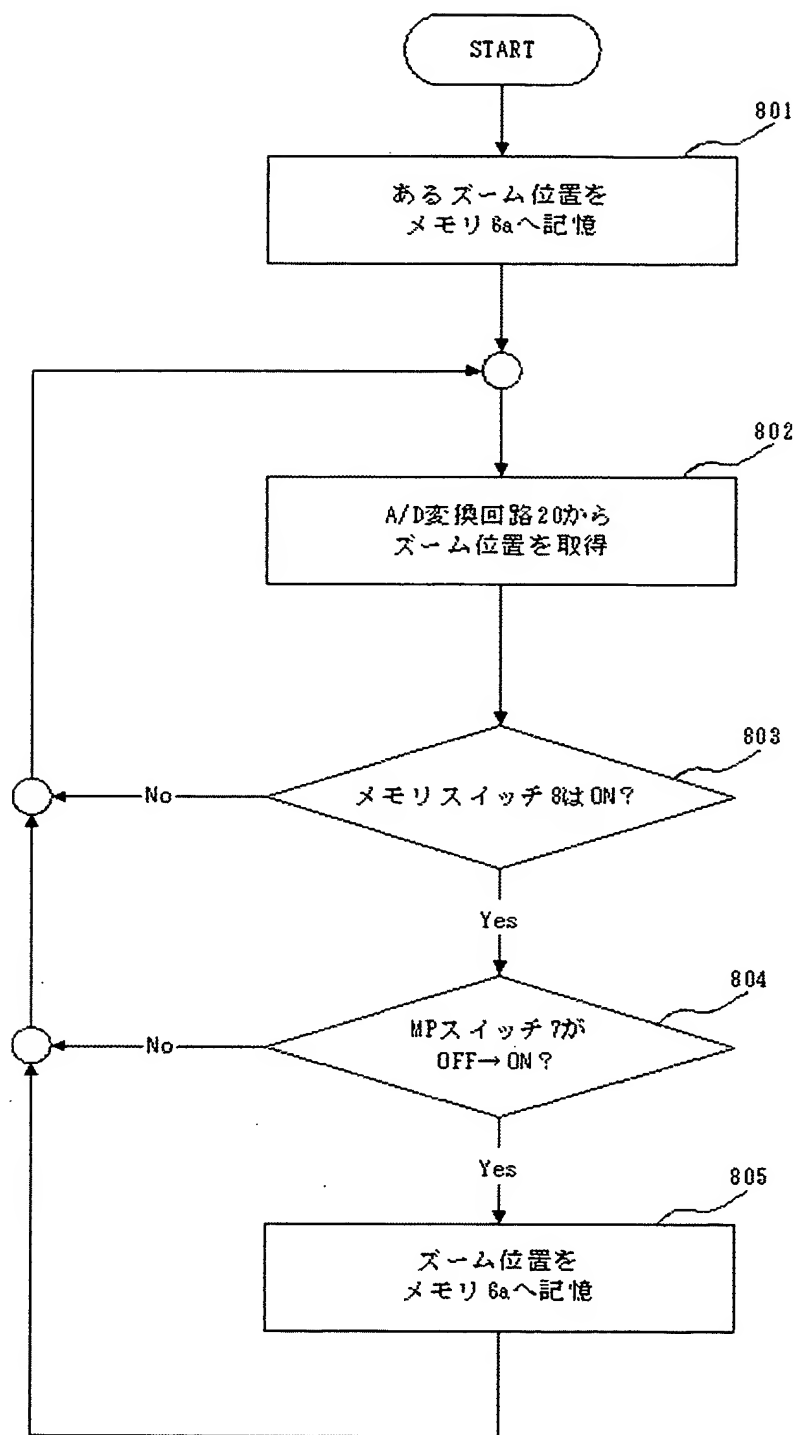 START
801
あるズーム位置を
メモリ6aへ記憶
802
A/D変換回路20から
ズーム位置を取得
803
メモリスイッチ8はON?
No
Yes
804
MPスイッチ7が
OFF→ON?
No
Yes
805
ズーム位置を
メモリ6aへ記憶